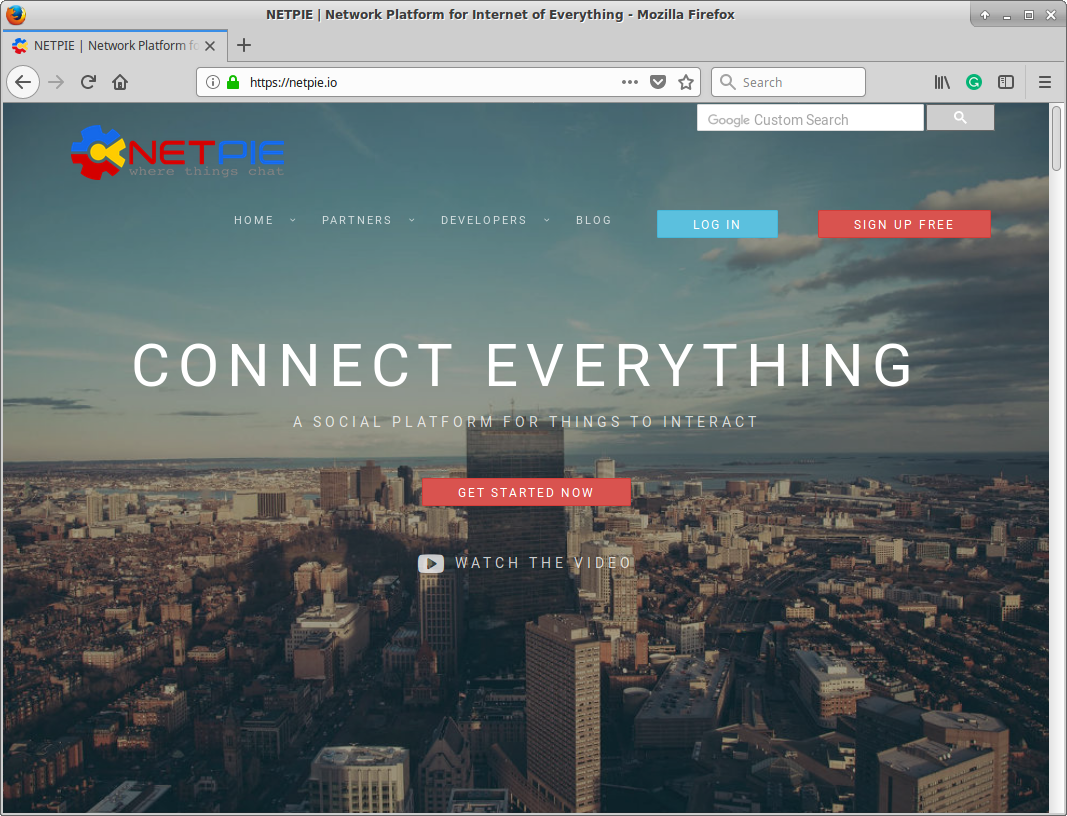 NETPIE | Network Platform for Internet of Everything - Mozilla Firefox
NETPIE | Network Platform fo
https://netpie.io
Search
Google Custom Search
NETPIE
where things chat
HOME PARTNERS DEVELOPERS BLOG LOG IN SIGN UP FREE
CONNECT EVERYTHING
A SOCIAL PLATFORM FOR THINGS TO INTERACT
GET STARTED NOW
WATCH THE VIDEO